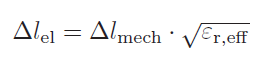 Δl_el = Δl_mech · √ε_r,eff